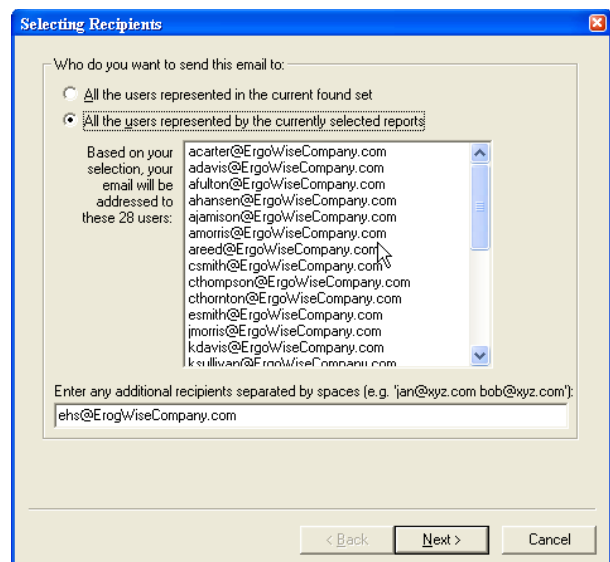 Selecting Recipients
Who do you want to send this email to:
All the users represented in the current found set
All the users represented by the currently selected reports
Based on your
selection, your
email will be
addressed to
these 28 users:
acarter@ErgoWiseCompany.com
adavis@ErgoWiseCompany.com
afulton@ErgoWiseCompany.com
ahansen@ErgoWiseCompany.com
ajamison@ErgoWiseCompany.com
amorris@ErgoWiseCompany.com
areed@ErgoWiseCompany.com
csmith@ErgoWiseCompany.com
cthompson@ErgoWiseCompany.com
cthornton@ErgoWiseCompany.com
esmith@ErgoWiseCompany.com
jmorris@ErgoWiseCompany.com
kdavis@ErgoWiseCompany.com
ksullivan@ErgoWiseCompany.com
Enter any additional recipients separated by spaces (e.g. 'jan@xyz.com bob@xyz.com'):
ehs@ErogWiseCompany.com
< Back
Next >
Cancel